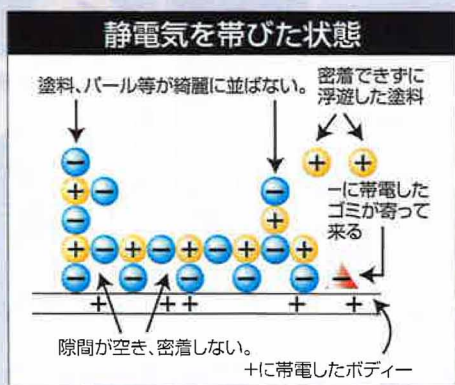 静電気を帯びた状態
塗料、パール等が綺麗に並ばない。
密着できずに
浮遊した塗料
－に帯電した
ゴミが寄って
来る
隙間が空き、密着しない。
＋に帯電したボディー